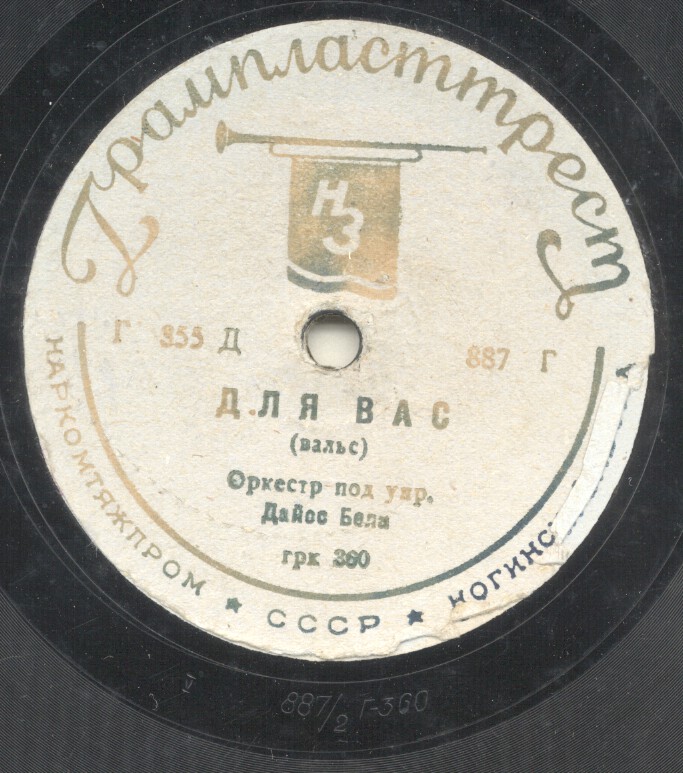 Грампласттрест
НЗ
Г 355 Д 887 Г
ДЛЯ ВАС
(вальс)
Оркестр под упр.
Дайос Бела
грк 360
НАРКОМТЯЖПРОМ ★ СССР ★
887/2 Г-360